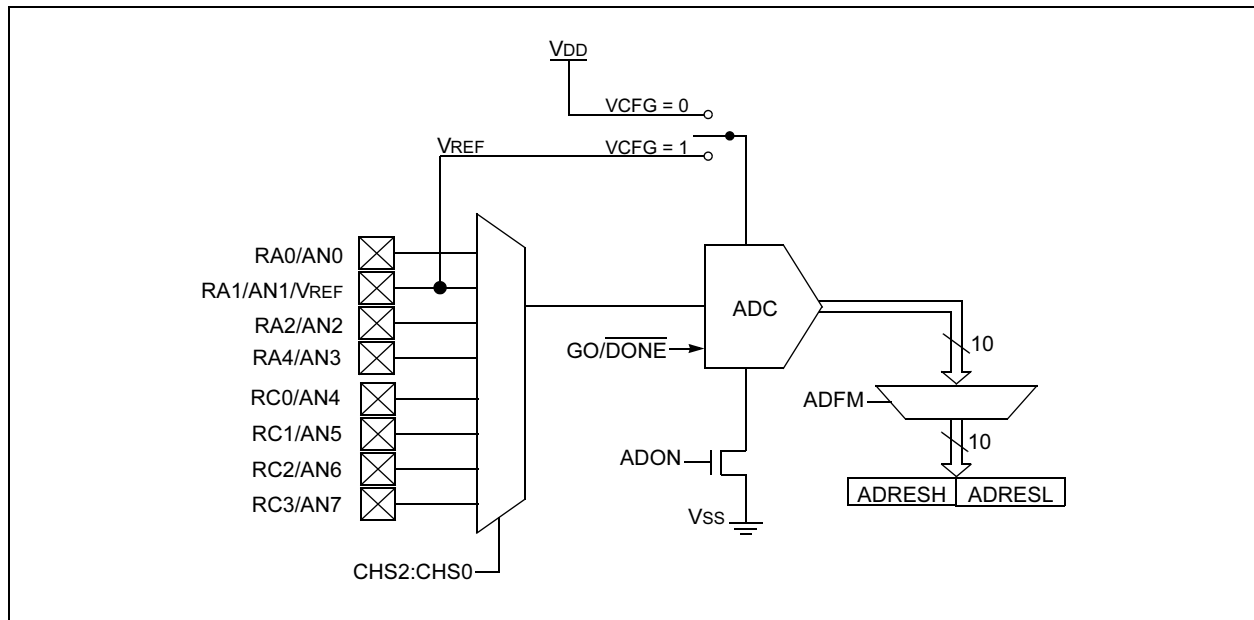 VDD
VCFG = 0
VREF
VCFG = 1
RA0/AN0
RA1/AN1/VREF
RA2/AN2
RA4/AN3
RC0/AN4
RC1/AN5
RC2/AN6
RC3/AN7
CHS2:CHS0
ADC
GO/DONE
10
ADFM
10
ADON
ADRESH ADRESL
VSS